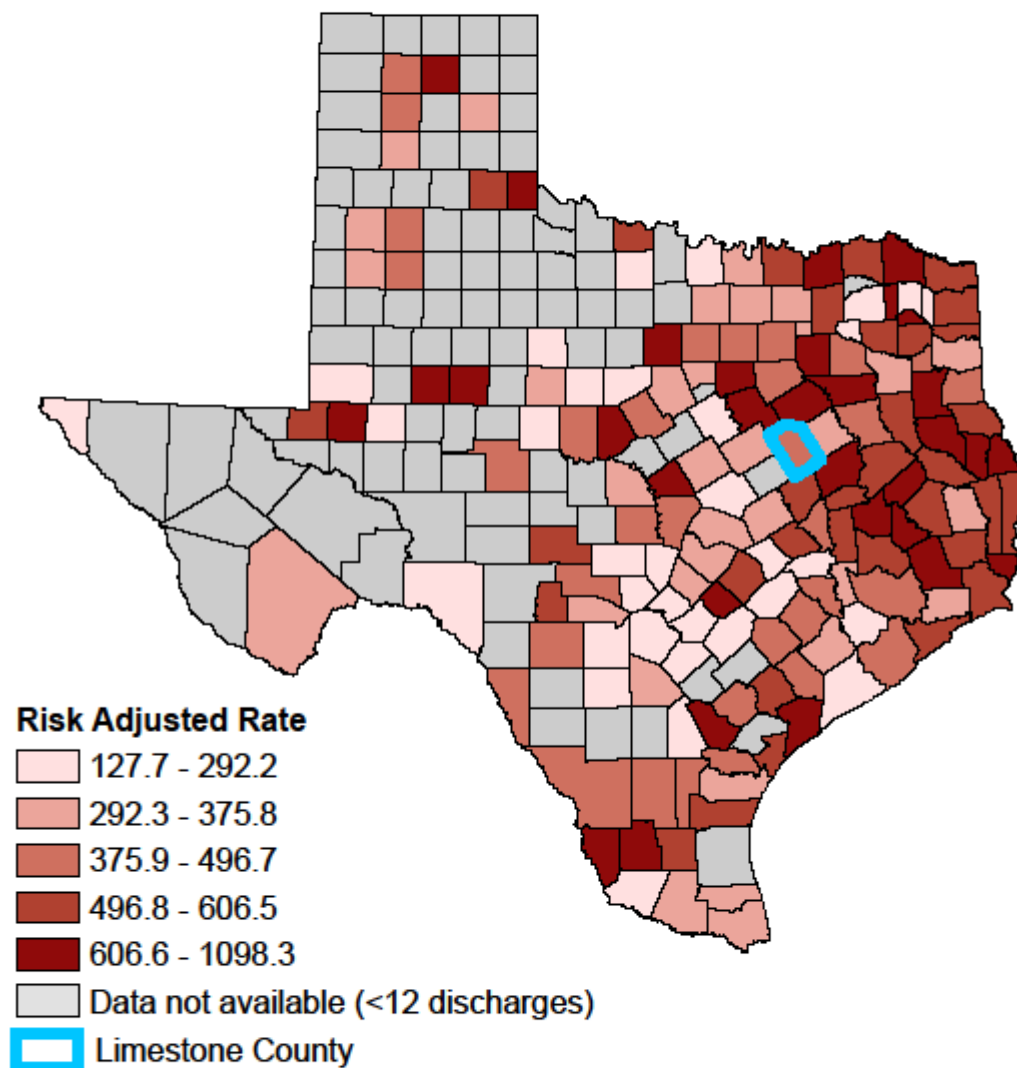 Risk Adjusted Rate
127.7 - 292.2
292.3 - 375.8
375.9 - 496.7
496.8 - 606.5
606.6 - 1098.3
Data not available (<12 discharges)
Limestone County